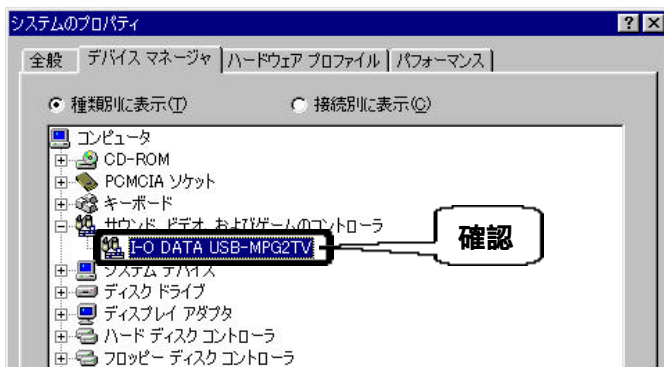 システムのプロパティ
全般 デバイス マネージャ ハードウェア プロファイル パフォーマンス
種類別に表示(T) 接続別に表示(C)
コンピュータ
CD-ROM
PCMCIA ソケット
キーボード
サウンド、ビデオ、およびゲームのコントローラ
I-O DATA USB-MPG2TV
確認
システム デバイス
ディスク ドライブ
ディスプレイ アダプタ
ハード ディスク コントローラ
フロッピー ディスク コントローラ